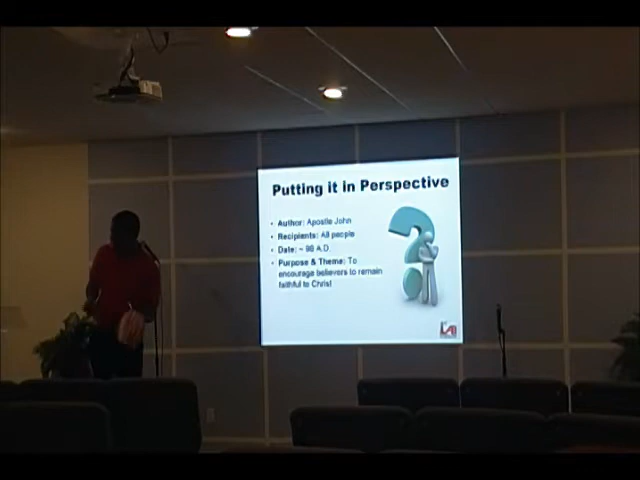 Putting it in Perspective
• Author: Apostle John
• Recipients: All people
• Date: ~ 96 A.D.
• Purpose & Theme: To
encourage believers to remain
faithful to Christ